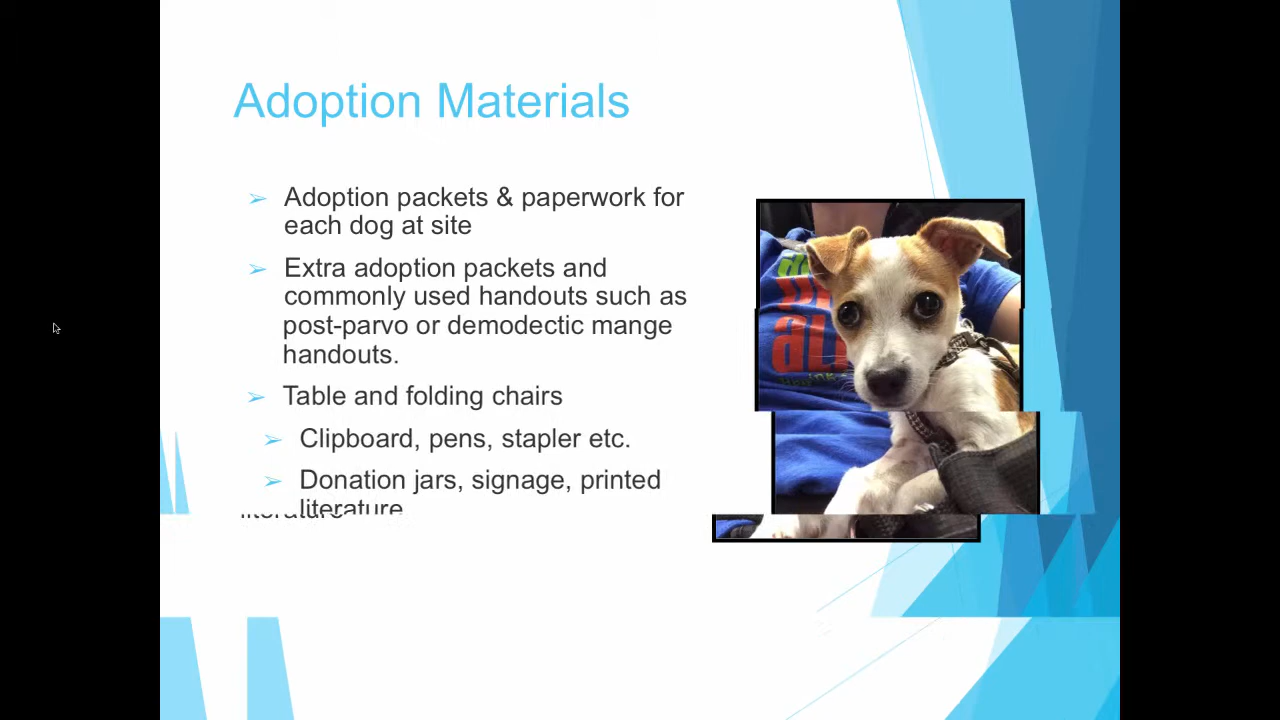 Adoption Materials
➢ Adoption packets & paperwork for
each dog at site
➢ Extra adoption packets and
commonly used handouts such as
post-parvo or demodectic mange
handouts.
➢ Table and folding chairs
➢ Clipboard, pens, stapler etc.
➢ Donation jars, signage, printed
literature